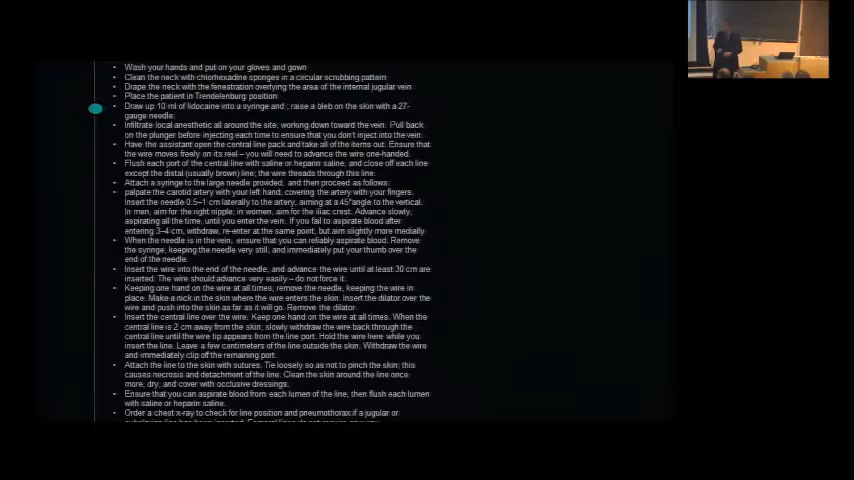 • Wash your hands and put on your gloves and gown
• Clean the neck with chlorhexadine sponges in a circular scrubbing pattern
• Drape the neck with the fenestration overlying the area of the internal jugular vein
• Place the patient in Trendelenburg position
• Draw up 10 ml of lidocaine into a syringe and ; raise a bleb on the skin with a 27-
gauge needle.
• Infiltrate local anesthetic all around the site, working down toward the vein. Pull back
on the plunger before injecting each time to ensure that you don't inject into the vein.
• Have the assistant open the central line pack and take all of the items out. Ensure that
the wire moves freely on its reel – you will need to advance the wire one-handed.
• Flush each port of the central line with saline or heparin saline, and close off each line
except the distal (usually brown) line; the wire threads through this line.
• Attach a syringe to the large needle provided, and then proceed as follows:
• palpate the carotid artery with your left hand, covering the artery with your fingers.
Insert the needle 0.5–1 cm laterally to the artery, aiming at a 45°angle to the vertical.
In men, aim for the right nipple; in women, aim for the iliac crest. Advance slowly,
aspirating all the time, until you enter the vein. If you fail to aspirate blood after
entering 3–4 cm, withdraw, re-enter at the same point, but aim slightly more medially
• When the needle is in the vein, ensure that you can reliably aspirate blood. Remove
the syringe, keeping the needle very still, and immediately put your thumb over the
end of the needle.
• Insert the wire into the end of the needle, and advance the wire until at least 30 cm are
inserted. The wire should advance very easily – do not force it.
• Keeping one hand on the wire at all times, remove the needle, keeping the wire in
place. Make a nick in the skin where the wire enters the skin. Insert the dilator over the
wire and push into the skin as far as it will go. Remove the dilator.
• Insert the central line over the wire. Keep one hand on the wire at all times. When the
central line is 2 cm away from the skin, slowly withdraw the wire back through the
central line until the wire tip appears from the line port. Hold the wire here while you
insert the line. Leave a few centimeters of the line outside the skin. Withdraw the wire
and immediately clip off the remaining port.
• Attach the line to the skin with sutures. Tie loosely so as not to pinch the skin; this
causes necrosis and detachment of the line. Clean the skin around the line once
more, dry, and cover with occlusive dressings.
• Ensure that you can aspirate blood from each lumen of the line, then flush each lumen
with saline or heparin saline.
• Order a chest x-ray to check for line position and pneumothorax if a jugular or